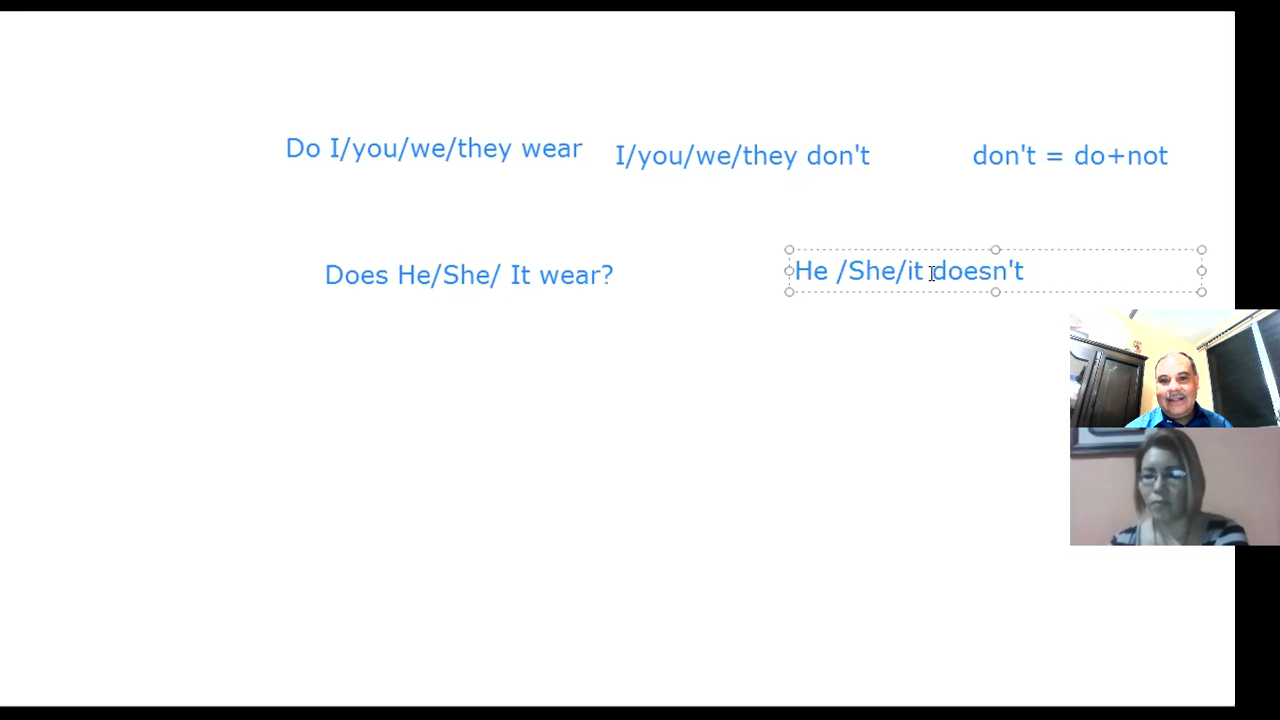 Do I/you/we/they wear
I/you/we/they don't
don't = do+not
Does He/She/ It wear?
He /She/it doesn't